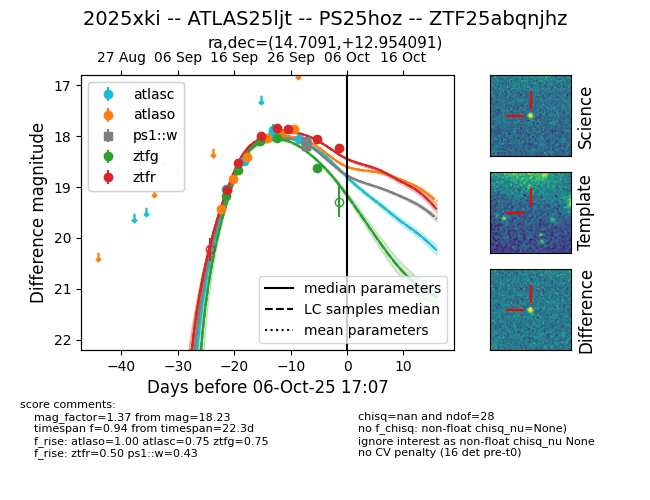 2025xki -- ATLAS25ljt -- PS25hoz -- ZTF25abqnjhz
ra,dec=(14.7091,+12.954091)
27 Aug 06 Sep 16 Sep 26 Sep 06 Oct 16 Oct
17
18
19
20
21
22
Difference magnitude
atlasc
atlaso
ps1::w
ztfg
ztfr
median parameters
LC samples median
mean parameters
−40 −30 −20 −10 0 10
Days before 06-Oct-25 17:07
Science
Template
Difference
score comments:
mag_factor=1.37 from mag=18.23
timespan f=0.94 from timespan=22.3d
f_rise: atlaso=1.00 atlasc=0.75 ztfg=0.75
f_rise: ztfr=0.50 ps1::w=0.43
chisq=nan and ndof=28
no f_chisq: non-float chisq_nu=None)
ignore interest as non-float chisq_nu None
no CV penalty (16 det pre-t0)